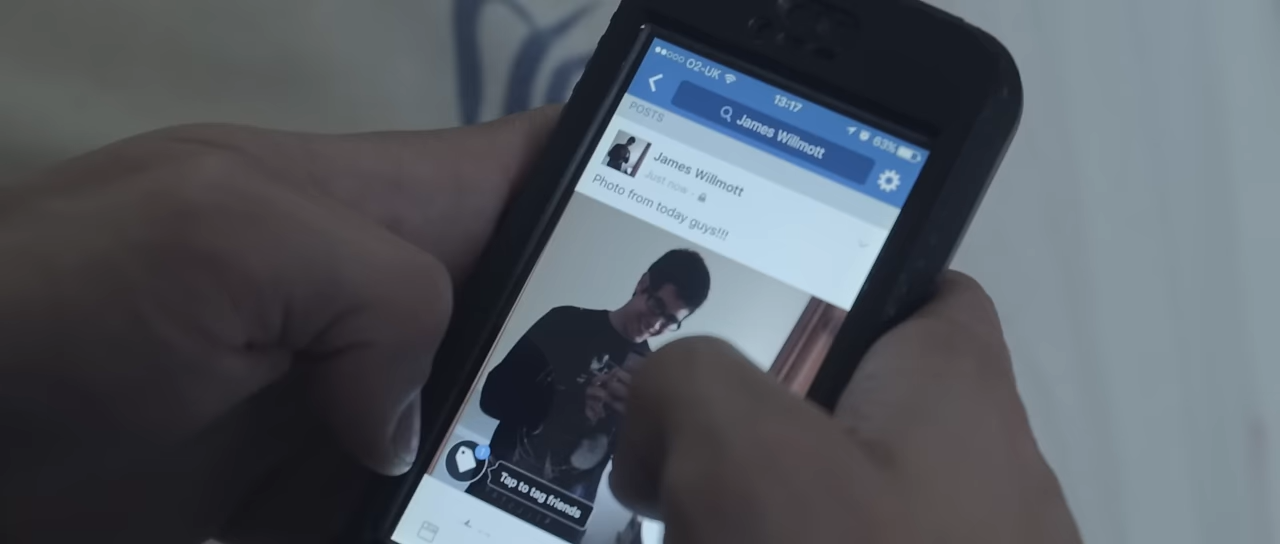 O2-UK
13:17
63%
James Willmott
POSTS
James Willmott
Just now
Photo from today guys!!!
Tap to tag friends